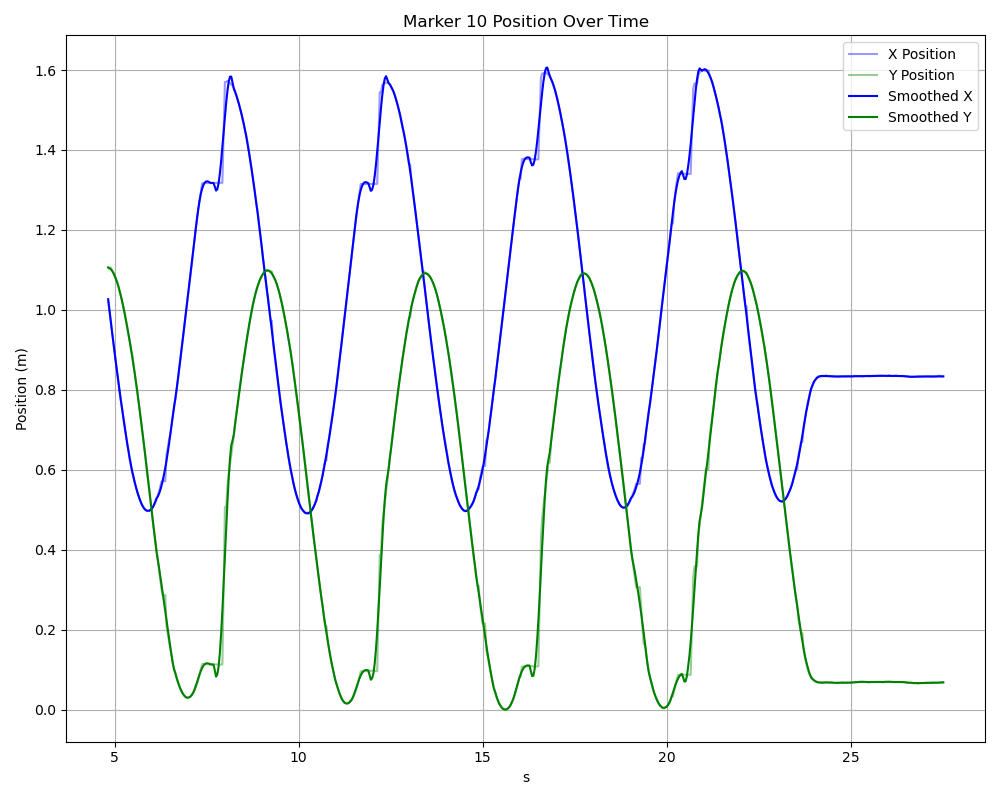 Marker 10 Position Over Time
X Position
Y Position
Smoothed X
Smoothed Y
Position (m)
1.6
1.4
1.2
1.0
0.8
0.6
0.4
0.2
0.0
5 10 15 20 25
s